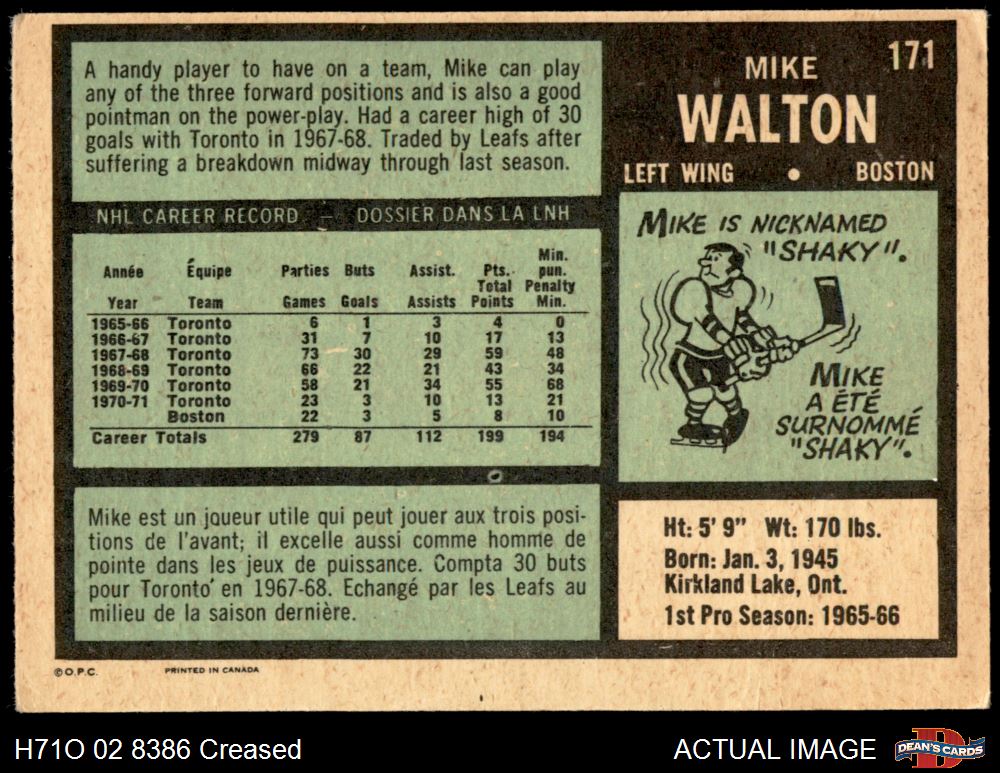 171
MIKE
WALTON
LEFT WING • BOSTON
A handy player to have on a team, Mike can play
any of the three forward positions and is also a good
pointman on the power-play. Had a career high of 30
goals with Toronto in 1967-68. Traded by Leafs after
suffering a breakdown midway through last season.
NHL CAREER RECORD — DOSSIER DANS LA LNH
Année Équipe Parties Buts Assist. Pts. Total Min. pun.
Year Team Games Goals Assists Points Penalty Min.
1965-66 Toronto 6 1 3 4 0
1966-67 Toronto 31 7 10 17 13
1967-68 Toronto 73 30 29 59 48
1968-69 Toronto 66 22 21 43 34
1969-70 Toronto 58 21 34 55 68
1970-71 Toronto 23 3 10 13 21
Boston 22 3 5 8 10
Career Totals 279 87 112 199 194
Mike est un joueur utile qui peut jouer aux trois posi-
tions de l'avant; il excelle aussi comme homme de
pointe dans les jeux de puissance. Compta 30 buts
pour Toronto en 1967-68. Echangé par les Leafs au
milieu de la saison dernière.
MIKE IS NICKNAMED
"SHAKY".
MIKE
A ÉTÉ
SURNOMMÉ
"SHAKY".
Ht: 5' 9" Wt: 170 lbs.
Born: Jan. 3, 1945
Kirkland Lake, Ont.
1st Pro Season: 1965-66
©O.P.C. PRINTED IN CANADA
H71O 02 8386 Creased
ACTUAL IMAGE
D
DEAN'S CARDS